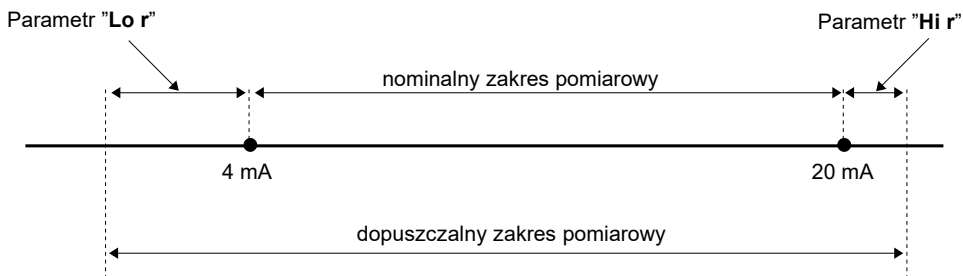 Parametr ”Lo r”
Parametr ”Hi r”
nominalny zakres pomiarowy
4 mA
20 mA
dopuszczalny zakres pomiarowy